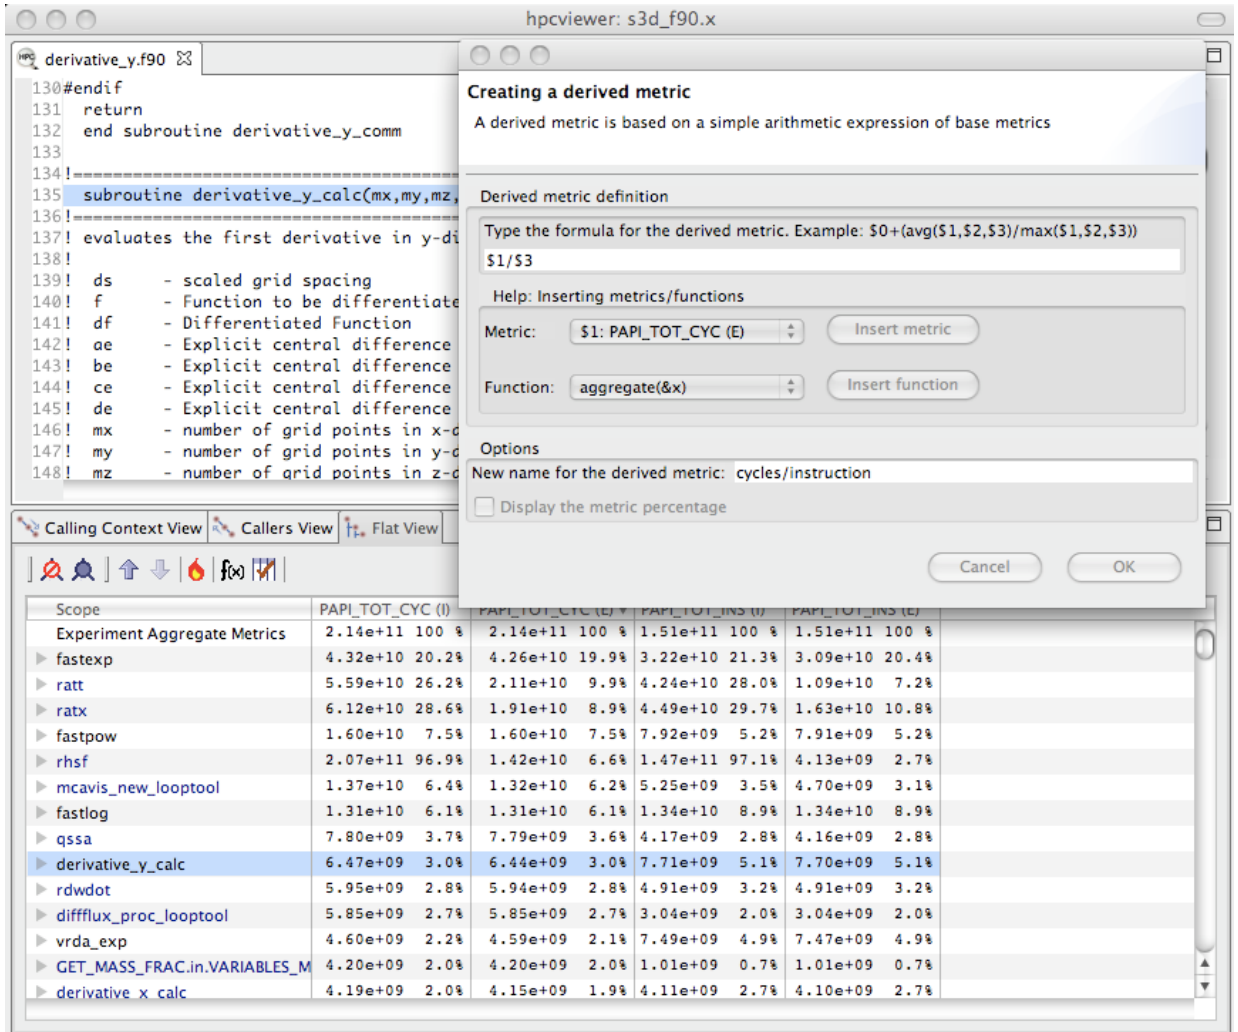 hpcviewer: s3d_f90.x
derivative_y.f90
130 #endif
131 return
132 end subroutine derivative_y_comm
133
134 !=======================================
135 subroutine derivative_y_calc(mx,my,mz,
136 !=======================================
137 ! evaluates the first derivative in y-di
138 !
139 ! ds - scaled grid spacing
140 ! f - Function to be differentiate
141 ! df - Differentiated Function
142 ! ae - Explicit central difference
143 ! be - Explicit central difference
144 ! ce - Explicit central difference
145 ! de - Explicit central difference
146 ! mx - number of grid points in x-d
147 ! my - number of grid points in y-d
148 ! mz - number of grid points in z-d
Creating a derived metric
A derived metric is based on a simple arithmetic expression of base metrics
Derived metric definition
Type the formula for the derived metric. Example: $0+(avg($1,$2,$3)/max($1,$2,$3))
$1/$3
Help: Inserting metrics/functions
Metric: $1: PAPI_TOT_CYC (E) Insert metric
Function: aggregate(&x) Insert function
Options
New name for the derived metric: cycles/instruction
Display the metric percentage
Cancel OK
Calling Context View Callers View Flat View
f(x)
Scope PAPI_TOT_CYC (I) PAPI_TOT_CYC (E) PAPI_TOT_INS (I) PAPI_TOT_INS (E)
Experiment Aggregate Metrics 2.14e+11 100 % 2.14e+11 100 % 1.51e+11 100 % 1.51e+11 100 %
fastexp 4.32e+10 20.2% 4.26e+10 19.9% 3.22e+10 21.3% 3.09e+10 20.4%
ratt 5.59e+10 26.2% 2.11e+10 9.9% 4.24e+10 28.0% 1.09e+10 7.2%
ratx 6.12e+10 28.6% 1.91e+10 8.9% 4.49e+10 29.7% 1.63e+10 10.8%
fastpow 1.60e+10 7.5% 1.60e+10 7.5% 7.92e+09 5.2% 7.91e+09 5.2%
rhsf 2.07e+11 96.9% 1.42e+10 6.6% 1.47e+11 97.1% 4.13e+09 2.7%
mcavis_new_looptool 1.37e+10 6.4% 1.32e+10 6.2% 5.25e+09 3.5% 4.70e+09 3.1%
fastlog 1.31e+10 6.1% 1.31e+10 6.1% 1.34e+10 8.9% 1.34e+10 8.9%
qssa 7.80e+09 3.7% 7.79e+09 3.6% 4.17e+09 2.8% 4.16e+09 2.8%
derivative_y_calc 6.47e+09 3.0% 6.44e+09 3.0% 7.71e+09 5.1% 7.70e+09 5.1%
rdwdot 5.95e+09 2.8% 5.94e+09 2.8% 4.91e+09 3.2% 4.91e+09 3.2%
diffflux_proc_looptool 5.85e+09 2.7% 5.85e+09 2.7% 3.04e+09 2.0% 3.04e+09 2.0%
vrda_exp 4.60e+09 2.2% 4.59e+09 2.1% 7.49e+09 4.9% 7.47e+09 4.9%
GET_MASS_FRAC.in.VARIABLES_M 4.20e+09 2.0% 4.20e+09 2.0% 1.01e+09 0.7% 1.01e+09 0.7%
derivative_x_calc 4.19e+09 2.0% 4.15e+09 1.9% 4.11e+09 2.7% 4.10e+09 2.7%